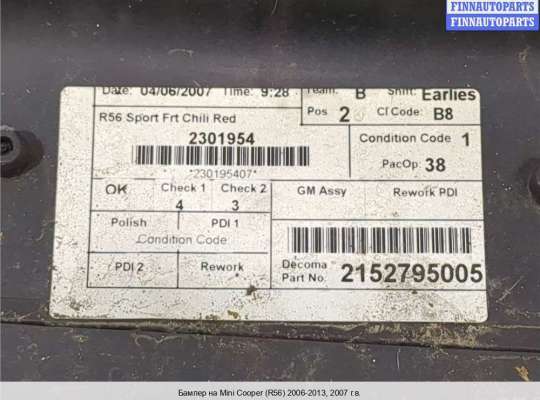 FINNAUTOPARTS
FINNAUTOPARTS
Date: 04/06/2007 Time: 9:28 Team: B Shift: Earlies
Pos 2 Cl Code: B8
R56 Sport Frt Chili Red
2301954
*230195407*
Condition Code 1
PacOp: 38
OK Check 1 Check 2
4 3
GM Assy Rework PDI
Polish PDI 1
Condition Code
PDI 2 Rework
Decoma
Part No. 2152795005
Бампер на Mini Cooper (R56) 2006-2013, 2007 г.в.